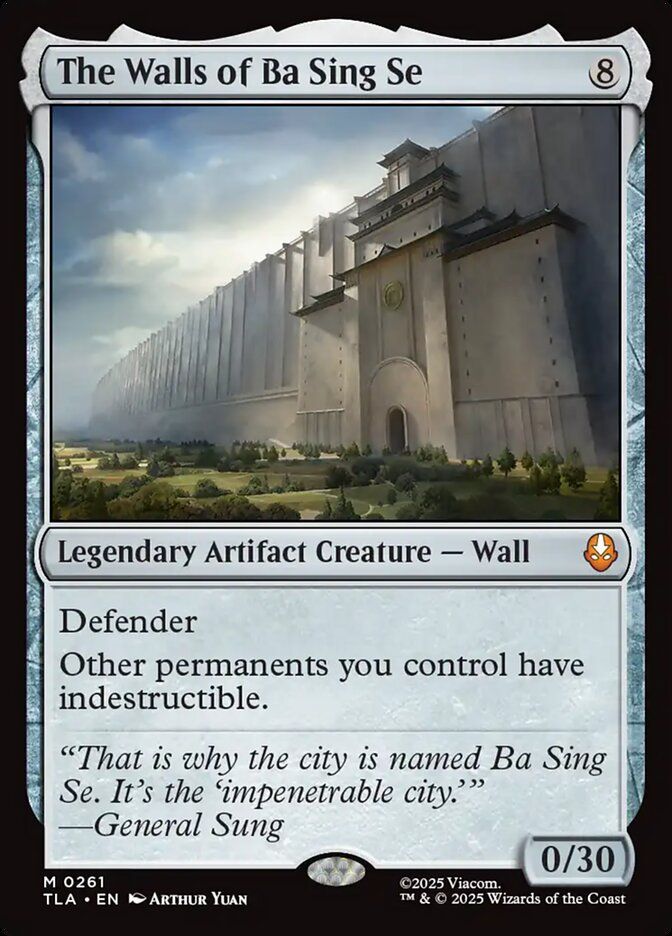 The Walls of Ba Sing Se
8
Legendary Artifact Creature — Wall
Defender
Other permanents you control have
indestructible.
“That is why the city is named Ba Sing
Se. It’s the ‘impenetrable city.’”
—General Sung
0/30
M 0261
TLA • EN Arthur Yuan
©2025 Viacom.
™ & © 2025 Wizards of the Coast